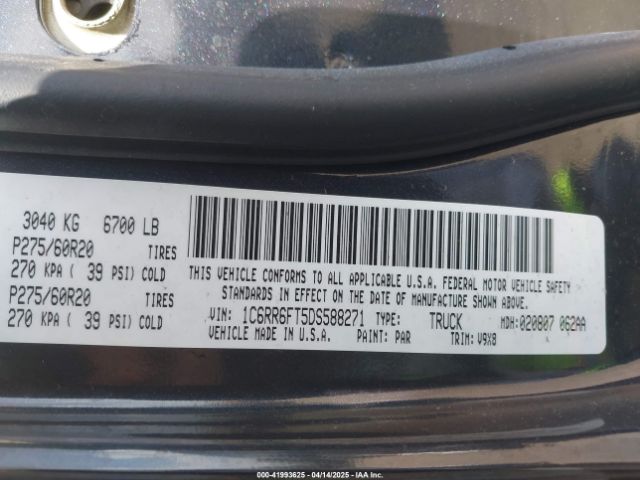 3040 KG 6700 LB
P275/60R20 TIRES
270 KPA ( 39 PSI) COLD
P275/60R20 TIRES
270 KPA ( 39 PSI) COLD
THIS VEHICLE CONFORMS TO ALL APPLICABLE U.S.A. FEDERAL MOTOR VEHICLE SAFETY
STANDARDS IN EFFECT ON THE DATE OF MANUFACTURE SHOWN ABOVE.
VIN: 1C6RR6FT5DS588271 TYPE: TRUCK MDH: 020807 062AA
VEHICLE MADE IN U.S.A. PAINT: PAR TRIM: V9X8
© COPYRIGHT 41993625 - 04/14/2025 - IAA Inc.